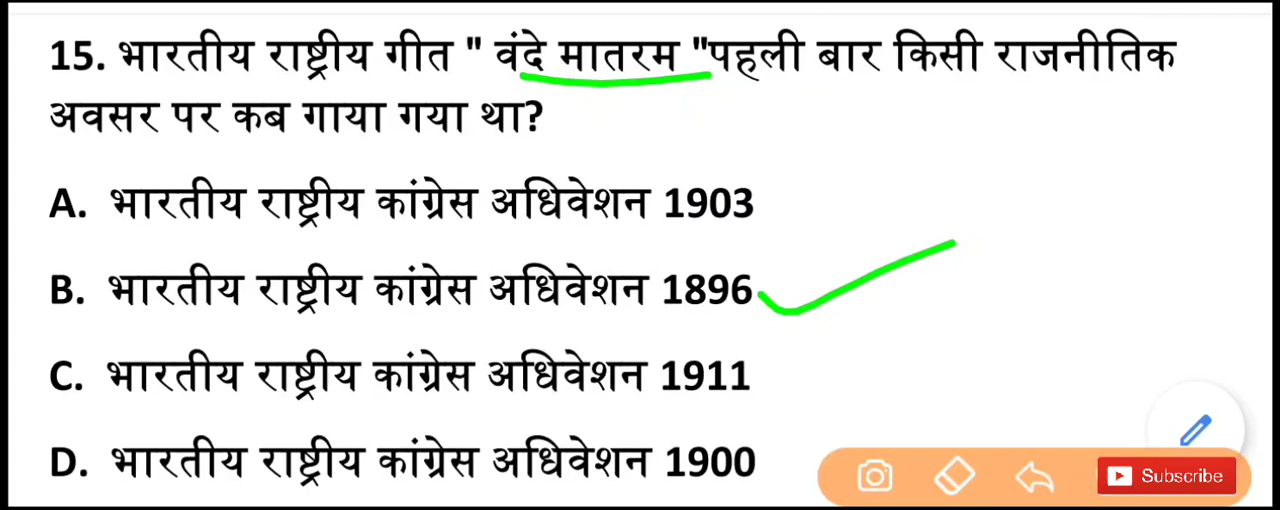 15. भारतीय राष्ट्रीय गीत " वंदे मातरम "पहली बार किसी राजनीतिक
अवसर पर कब गाया गया था?
A. भारतीय राष्ट्रीय कांग्रेस अधिवेशन 1903
B. भारतीय राष्ट्रीय कांग्रेस अधिवेशन 1896
C. भारतीय राष्ट्रीय कांग्रेस अधिवेशन 1911
D. भारतीय राष्ट्रीय कांग्रेस अधिवेशन 1900
Subscribe